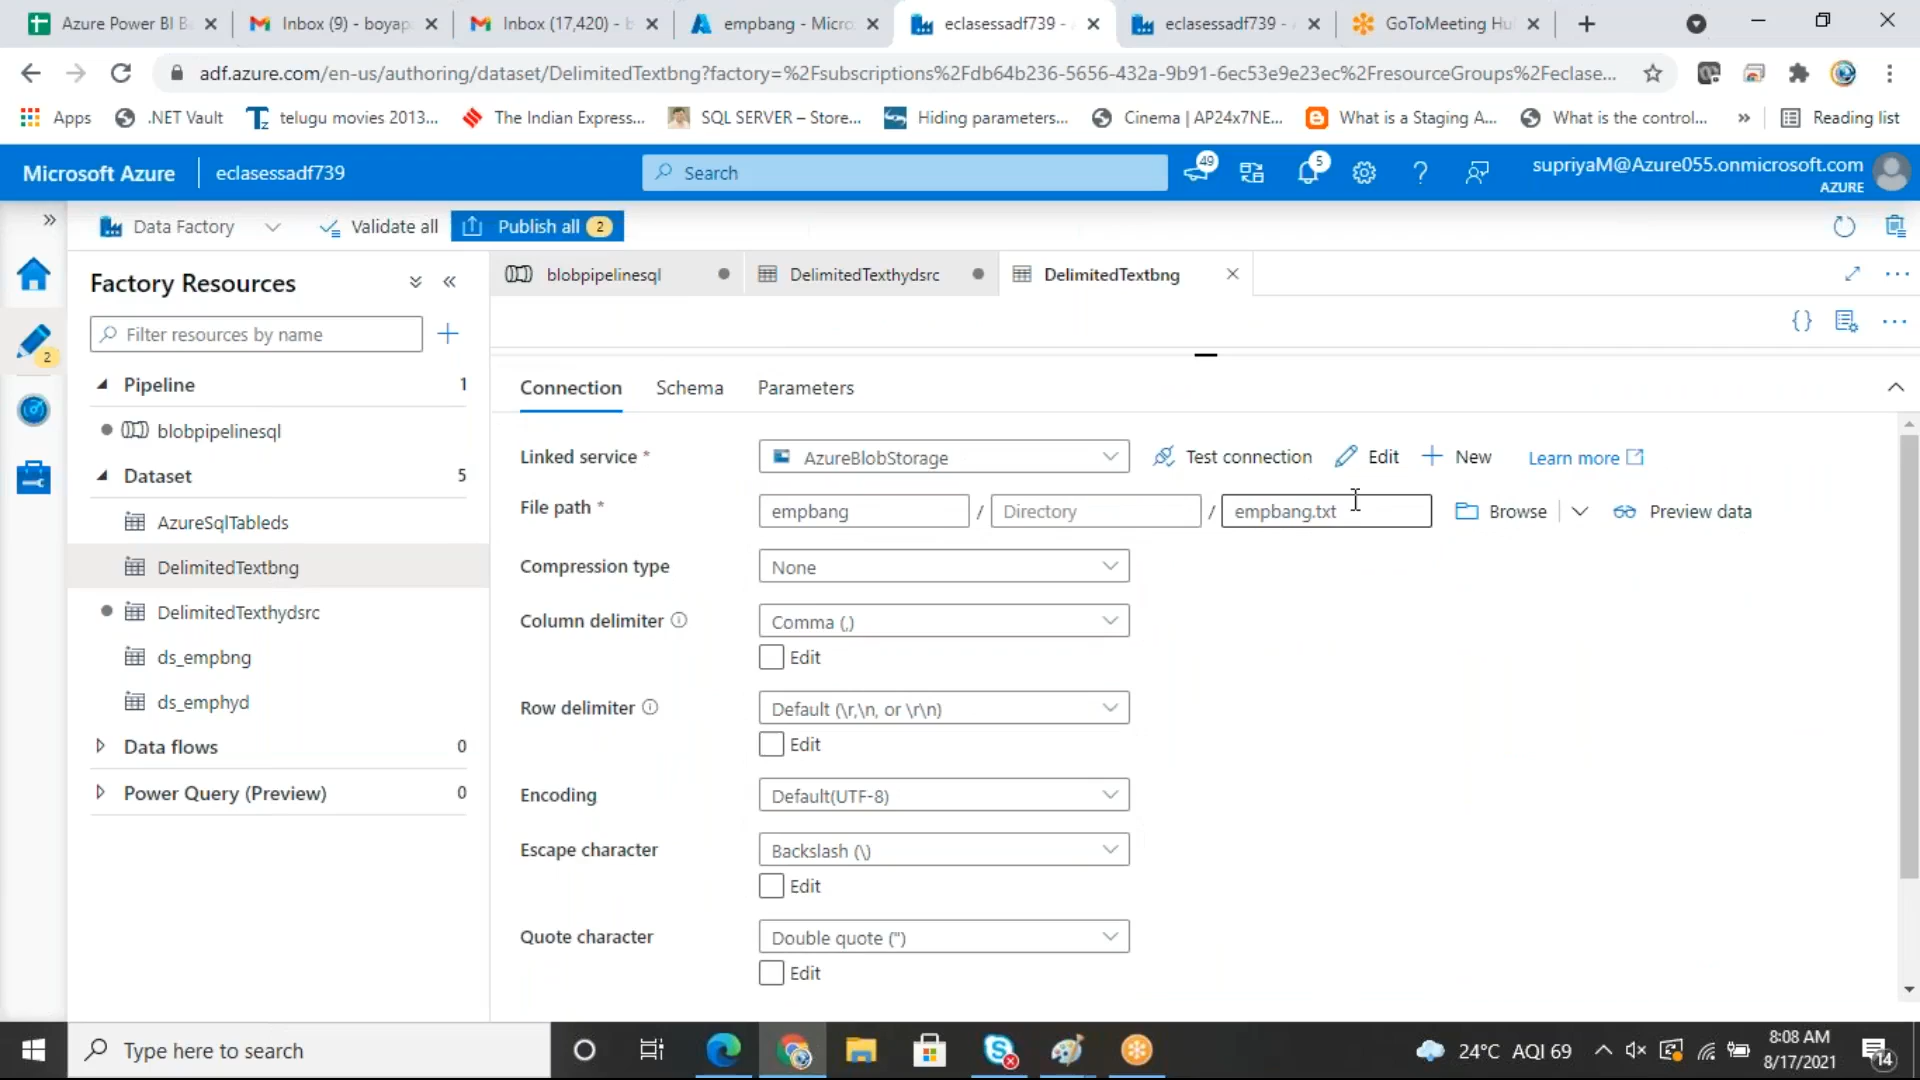 Azure Power BI B
Inbox (9) - boyap
Inbox (17,420) - b
empbang - Micro
eclasessadf739 -
eclasessadf739 -
GoToMeeting Hu
adf.azure.com/en-us/authoring/dataset/DelimitedTextbng?factory=%2Fsubscriptions%2Fdb64b236-5656-432a-9b91-6ec53e9e23ec%2FresourceGroups%2Feclase...
Apps
.NET Vault
telugu movies 2013...
The Indian Express...
SQL SERVER – Store...
Hiding parameters...
Cinema | AP24x7NE...
What is a Staging A...
What is the control...
»
Reading list
Microsoft Azure
eclasessadf739
Search
49
5
supriyaM@Azure055.onmicrosoft.com
AZURE
Data Factory
Validate all
Publish all 2
2
Factory Resources
Filter resources by name
Pipeline 1
blobpipelinesql
Dataset 5
AzureSqlTableds
DelimitedTextbng
DelimitedTexthydsrc
ds_empbng
ds_emphyd
Data flows 0
Power Query (Preview) 0
blobpipelinesql
DelimitedTexthydsrc
DelimitedTextbng
Connection
Schema
Parameters
Linked service *
AzureBlobStorage
Test connection
Edit
New
Learn more
File path *
empbang / Directory / empbang.txt
Browse
Preview data
Compression type
None
Column delimiter
Comma (,)
Edit
Row delimiter
Default (\r,\n, or \r\n)
Edit
Encoding
Default(UTF-8)
Escape character
Backslash (\)
Edit
Quote character
Double quote (")
Edit
Type here to search
24°C AQI 69
8:08 AM
8/17/2021
14